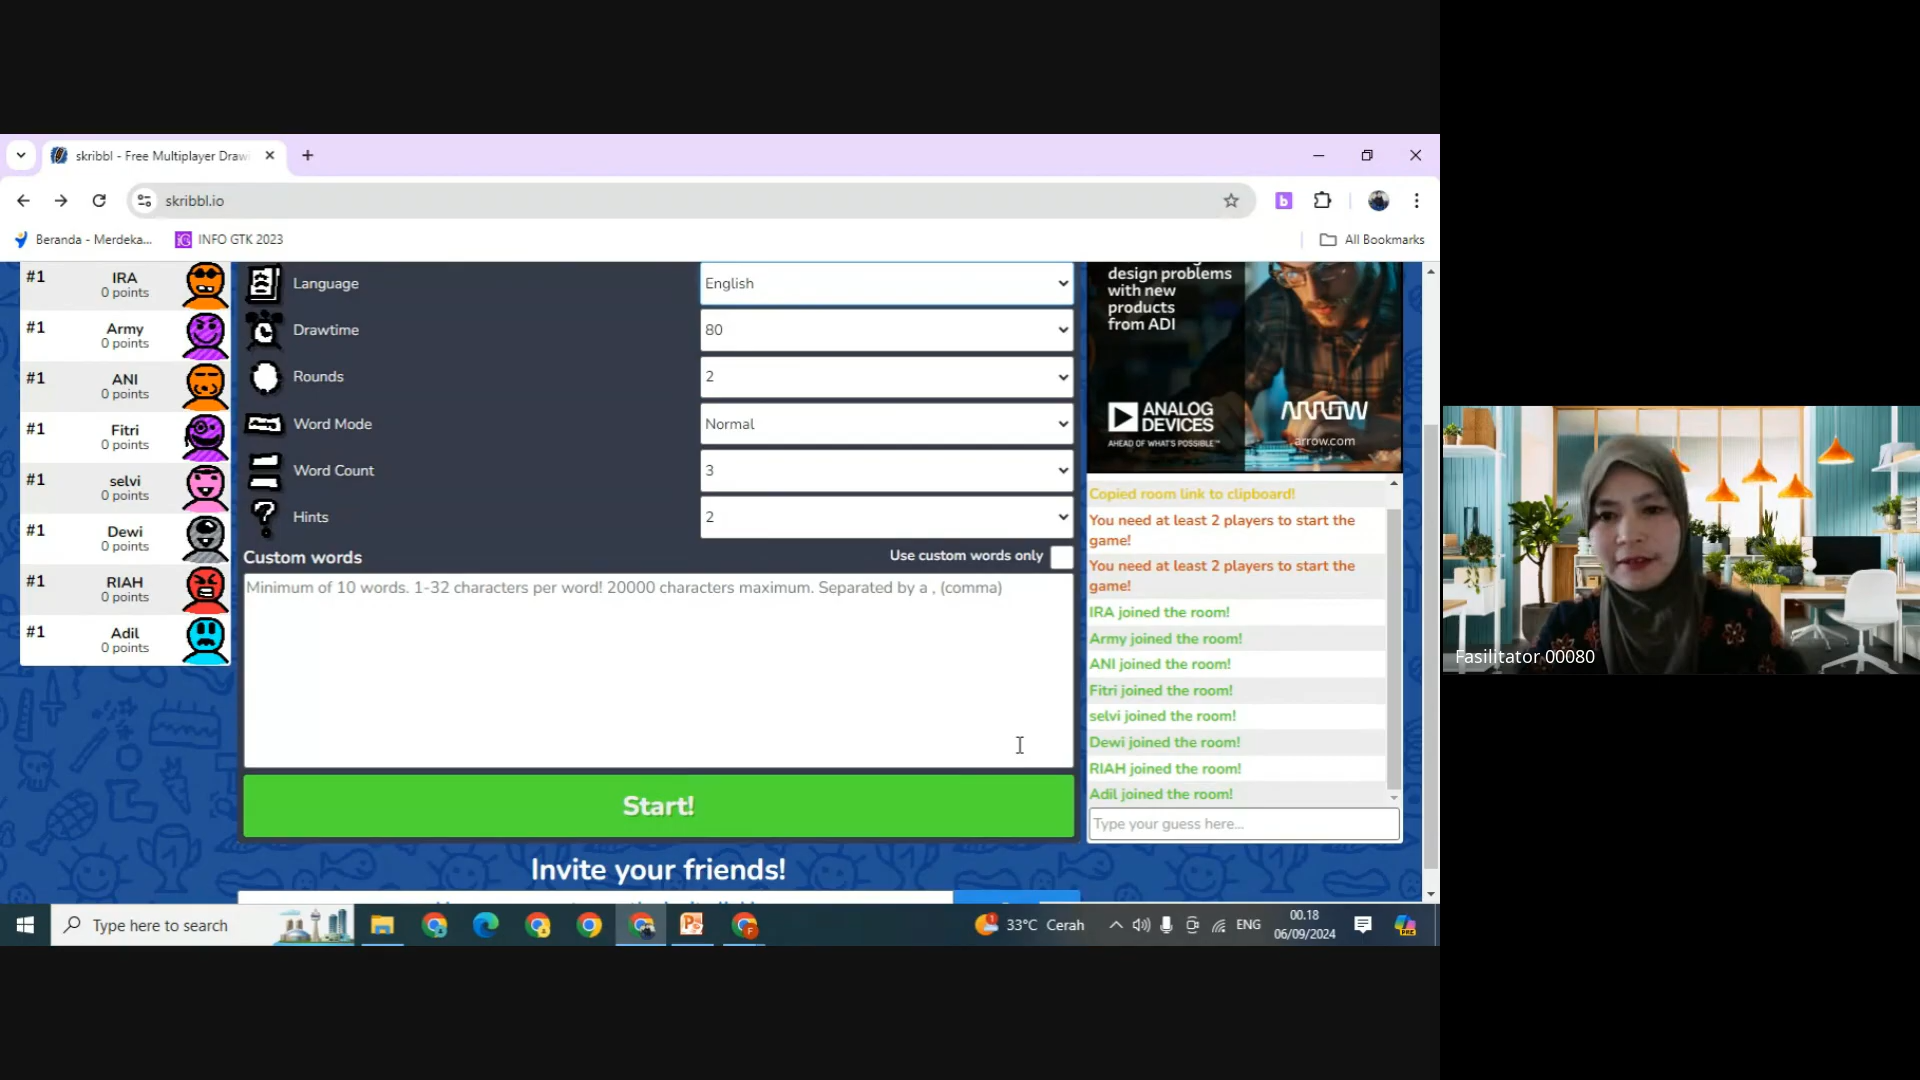 skribbl - Free Multiplayer Draw
skribbl.io
Beranda - Merdeka...
INFO GTK 2023
All Bookmarks
#1 IRA
0 points
#1 Army
0 points
#1 ANI
0 points
#1 Fitri
0 points
#1 selvi
0 points
#1 Dewi
0 points
#1 RIAH
0 points
#1 Adil
0 points
Language English
Drawtime 80
Rounds 2
Word Mode Normal
Word Count 3
Hints 2
Custom words
Use custom words only
Minimum of 10 words. 1-32 characters per word! 20000 characters maximum. Separated by a , (comma)
Start!
Invite your friends!
design problems
with new
products
from ADI
ANALOG
DEVICES
AHEAD OF WHAT'S POSSIBLE™
ARROW
arrow.com
Copied room link to clipboard!
You need at least 2 players to start the
game!
You need at least 2 players to start the
game!
IRA joined the room!
Army joined the room!
ANI joined the room!
Fitri joined the room!
selvi joined the room!
Dewi joined the room!
RIAH joined the room!
Adil joined the room!
Type your guess here...
Type here to search
33°C Cerah
ENG
00.18
06/09/2024
Fasilitator 00080